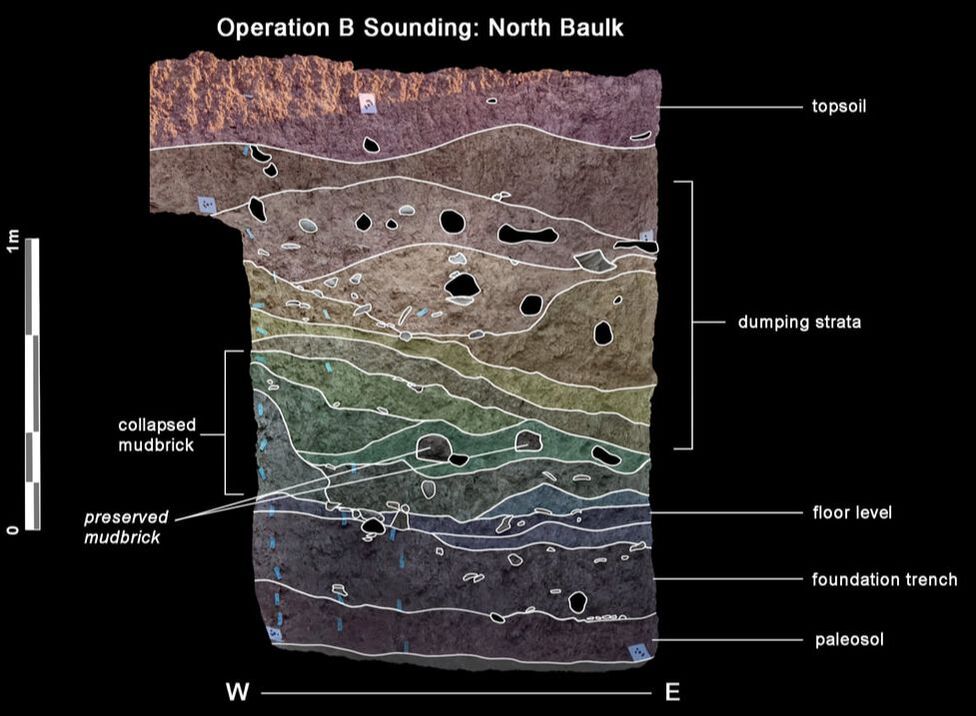 Operation B Sounding: North Baulk
topsoil
1m
dumping strata
collapsed
mudbrick
preserved
mudbrick
floor level
0
foundation trench
paleosol
W
E